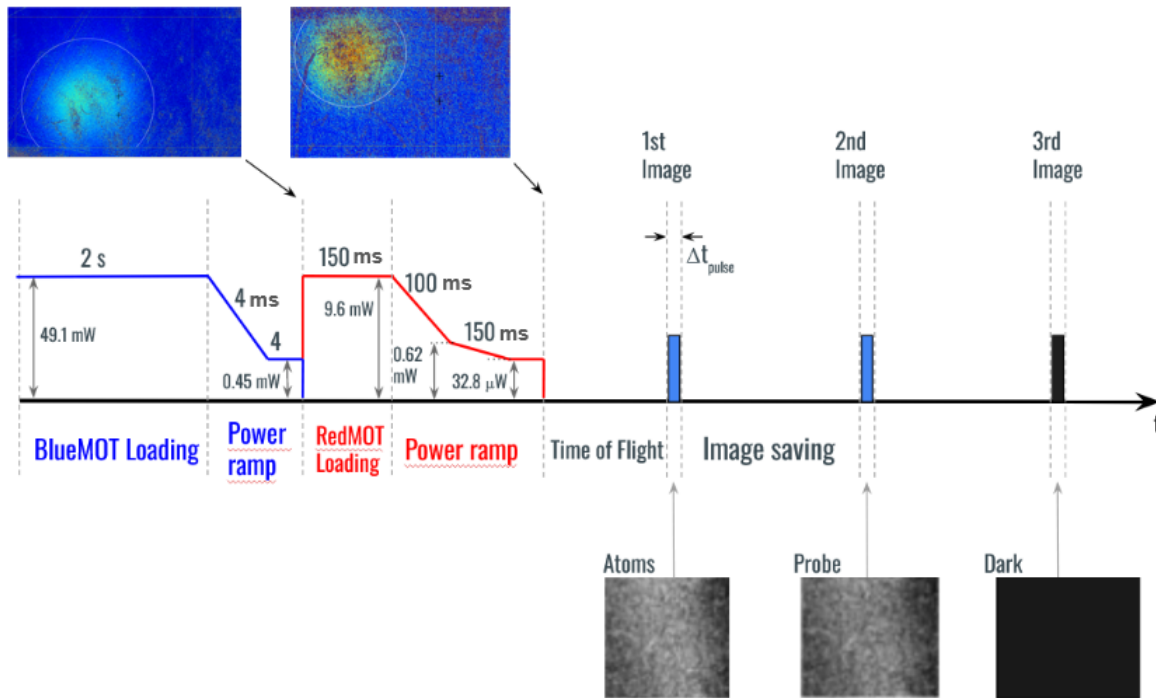 1st
Image
2nd
Image
3rd
Image
Δt pulse
2 s
4 ms
4
150 ms
100 ms
150 ms
49.1 mW
0.45 mW
9.6 mW
0.62
mW
32.8 μW
t
BlueMOT Loading
Power
ramp
RedMOT
Loading
Power ramp
Time of Flight
Image saving
Atoms
Probe
Dark